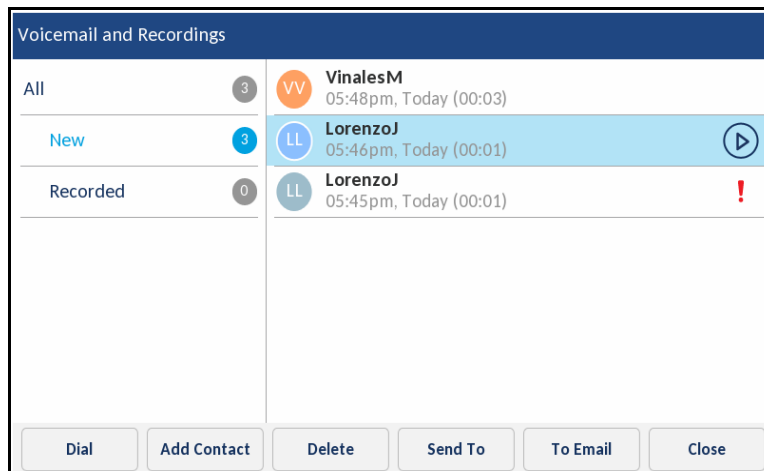 Voicemail and Recordings
All 3
New 3
Recorded 0
VV VinalesM
05:48pm, Today (00:03)
LL LorenzoJ
05:46pm, Today (00:01)
LL LorenzoJ
05:45pm, Today (00:01)
!
Dial Add Contact Delete Send To To Email Close